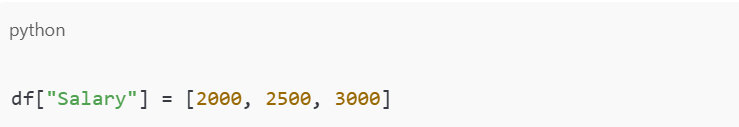 python
df["Salary"] = [2000, 2500, 3000]